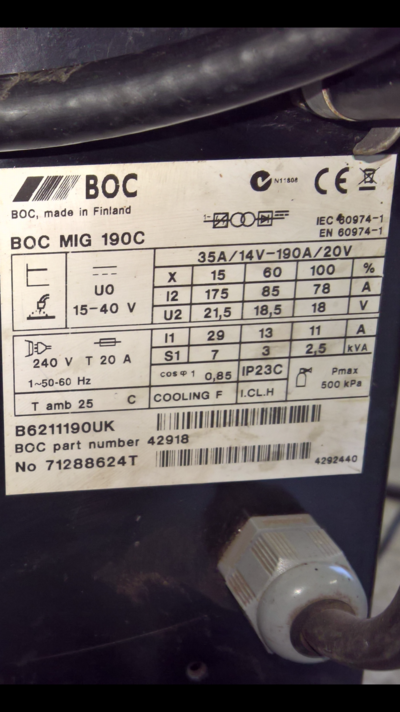 BOC
N11806
CE
BOC, made in Finland
1~
IEC 60974-1
EN 60974-1
BOC MIG 190C
35A/14V-190A/20V
U0
15-40 V
X 15 60 100 %
I2 175 85 78 A
U2 21,5 18,5 18 V
240 V T 20 A
1~50-60 Hz
I1 29 13 11 A
S1 7 3 2,5 kVA
cos φ 1 0,85 IP23C Pmax
500 kPa
T amb 25 C COOLING F I.CL.H
B6211190UK
BOC part number 42918
No 71288624T
4292440